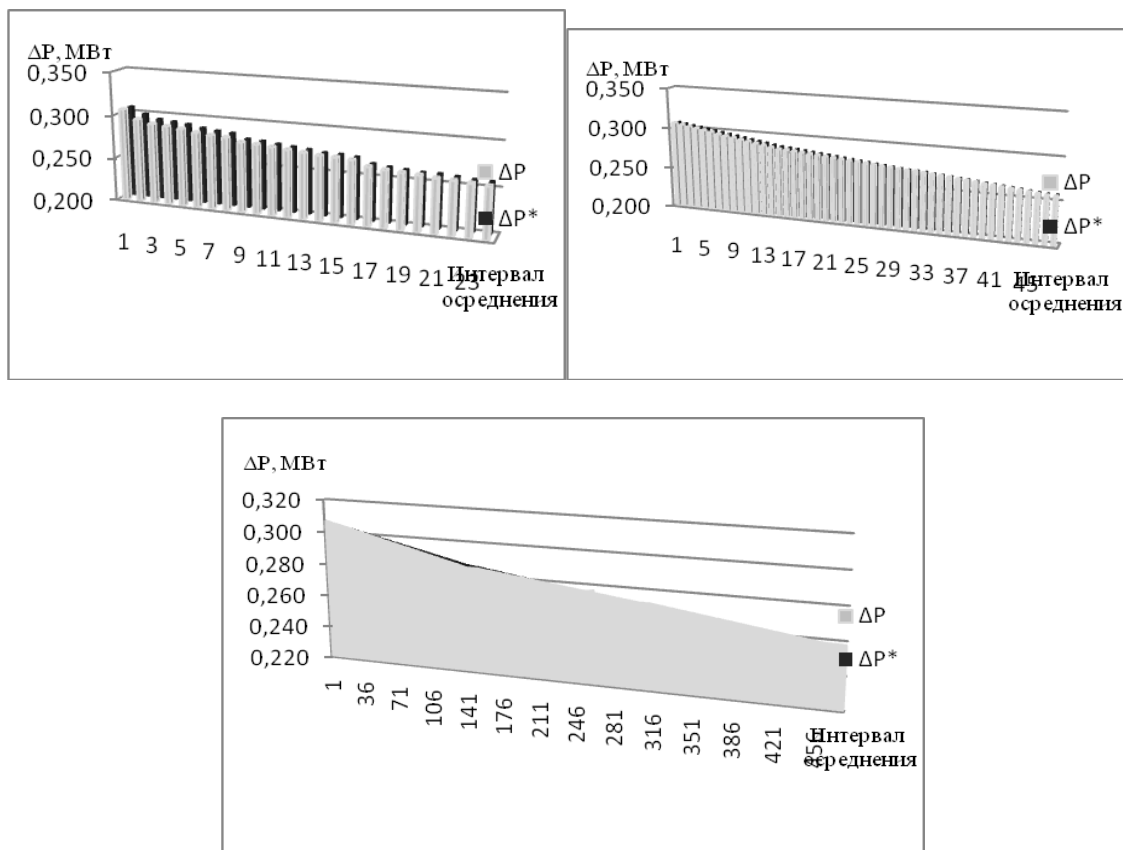 ΔP, МВт
0,350
0,300
0,250
0,200
1 3 5 7 9 11 13 15 17 19 21 23
ΔP
ΔP*
Интервал
осреднения
ΔP, МВт
0,350
0,300
0,250
0,200
1 5 9 13 17 21 25 29 33 37 41 45
ΔP
ΔP*
Интервал
осреднения
ΔP, МВт
0,320
0,300
0,280
0,260
0,240
0,220
1 36 71 106 141 176 211 246 281 316 351 386 421
ΔP
ΔP*
Интервал
осреднения